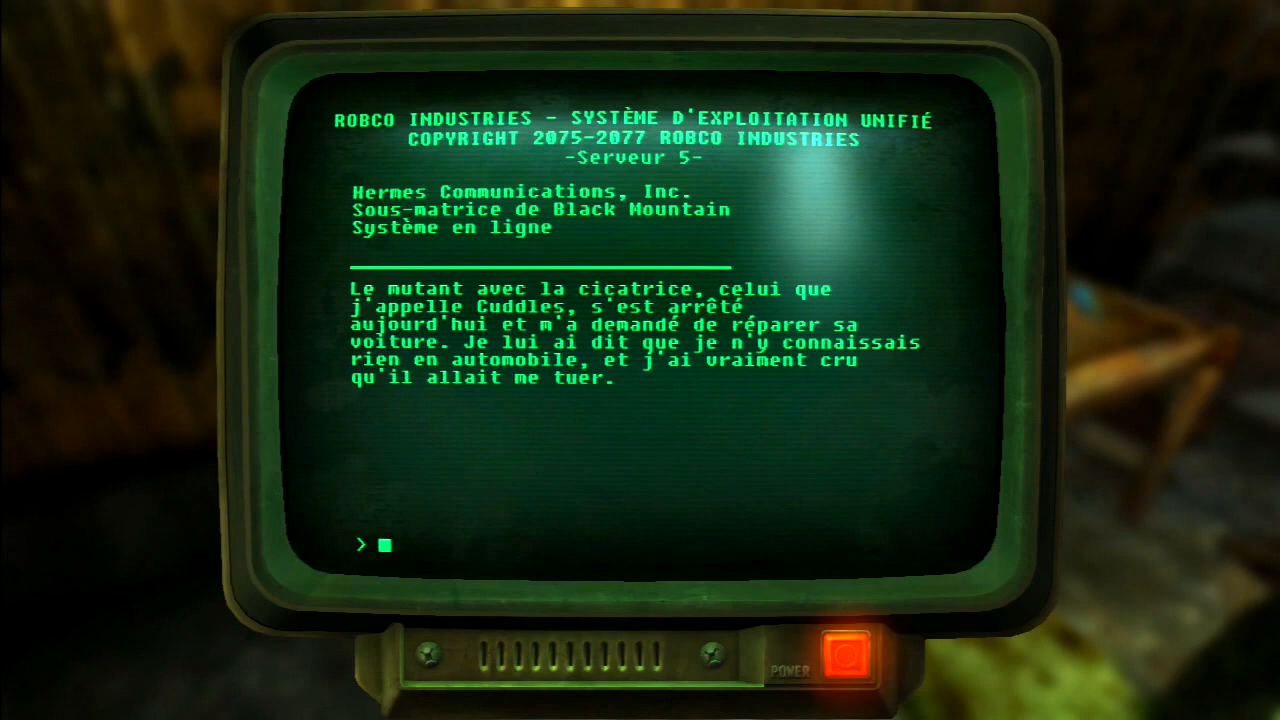 ROBCO INDUSTRIES - SYSTÈME D'EXPLOITATION UNIFIÉ
COPYRIGHT 2075-2077 ROBCO INDUSTRIES
-Serveur 5-
Hermes Communications, Inc.
Sous-matrice de Black Mountain
Système en ligne
Le mutant avec la cicatrice, celui que
j'appelle Cuddles, s'est arrêté
aujourd'hui et m'a demandé de réparer sa
voiture. Je lui ai dit que je n'y connaissais
rien en automobile, et j'ai vraiment cru
qu'il allait me tuer.
>
POWER